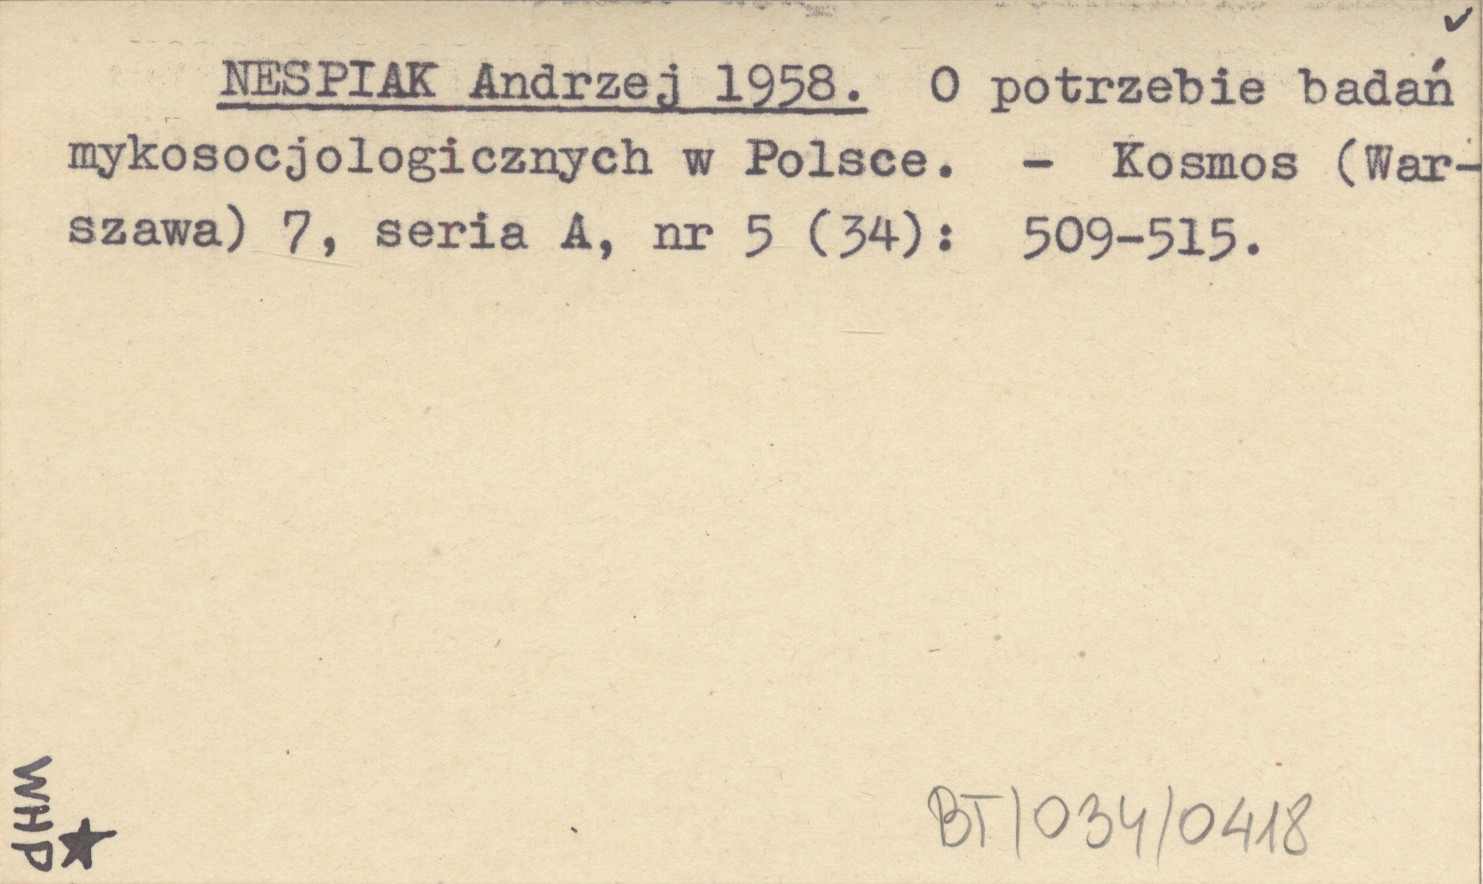 NESPIAK Andrzej 1958. O potrzebie badań
mykosocjologicznych w Polsce. - Kosmos (War-
szawa) 7, seria A, nr 5 (34): 509-515.
WHP
BT/034/0418